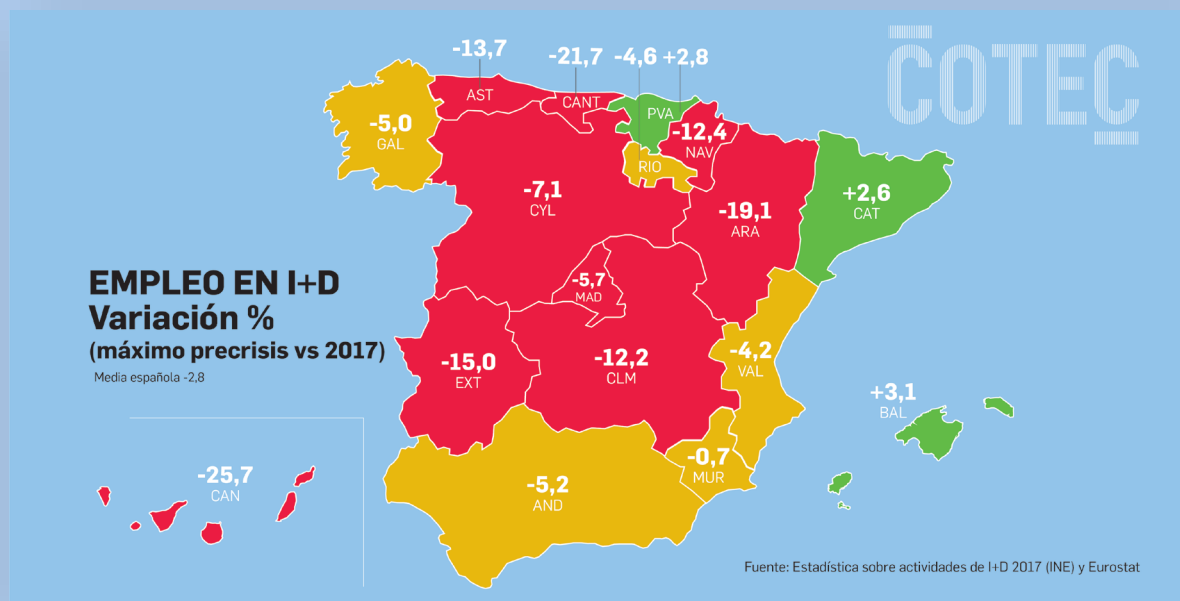 COTEC
-13,7
AST
-21,7
CANT
-4,6
+2,8
PVA
-5,0
GAL
-12,4
NAV
RIO
-7,1
CYL
-19,1
ARA
+2,6
CAT
EMPLEO EN I+D
Variación %
(máximo precrisis vs 2017)
Media española -2,8
-5,7
MAD
-15,0
EXT
-12,2
CLM
-4,2
VAL
+3,1
BAL
-25,7
CAN
-5,2
AND
-0,7
MUR
Fuente: Estadística sobre actividades de I+D 2017 (INE) y Eurostat